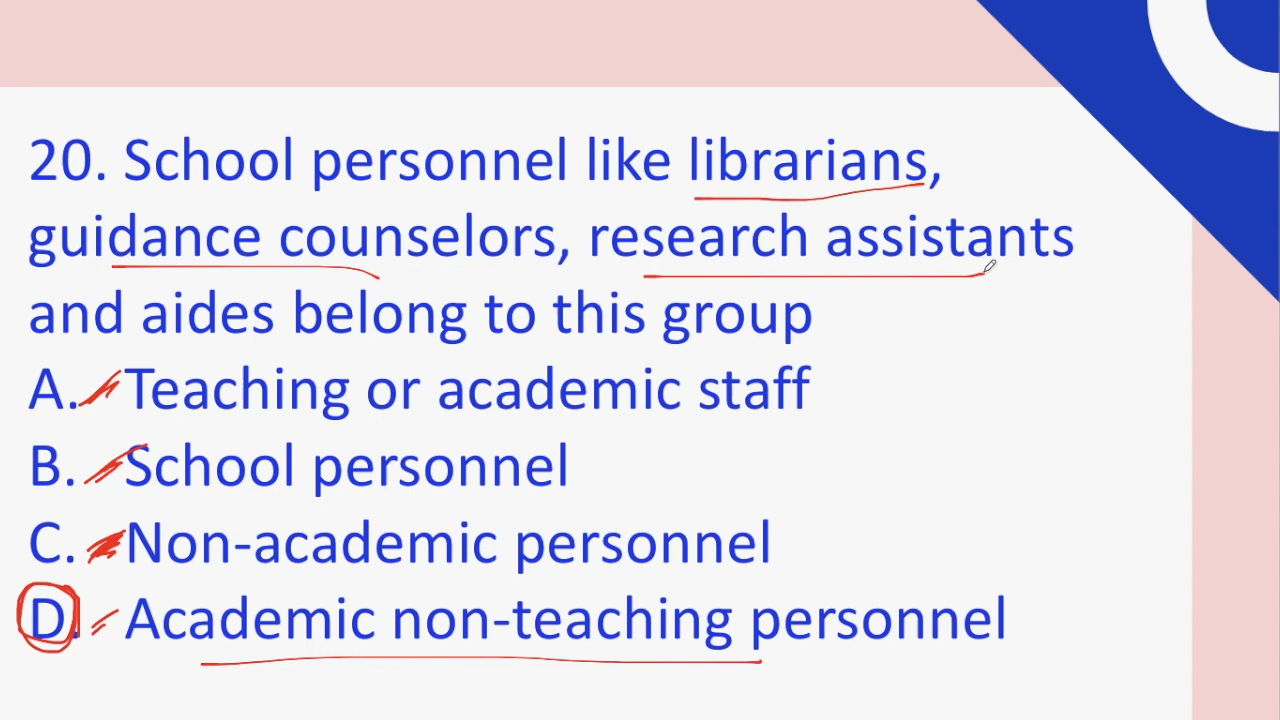 20. School personnel like librarians,
guidance counselors, research assistants
and aides belong to this group
A. Teaching or academic staff
B. School personnel
C. Non-academic personnel
D. Academic non-teaching personnel